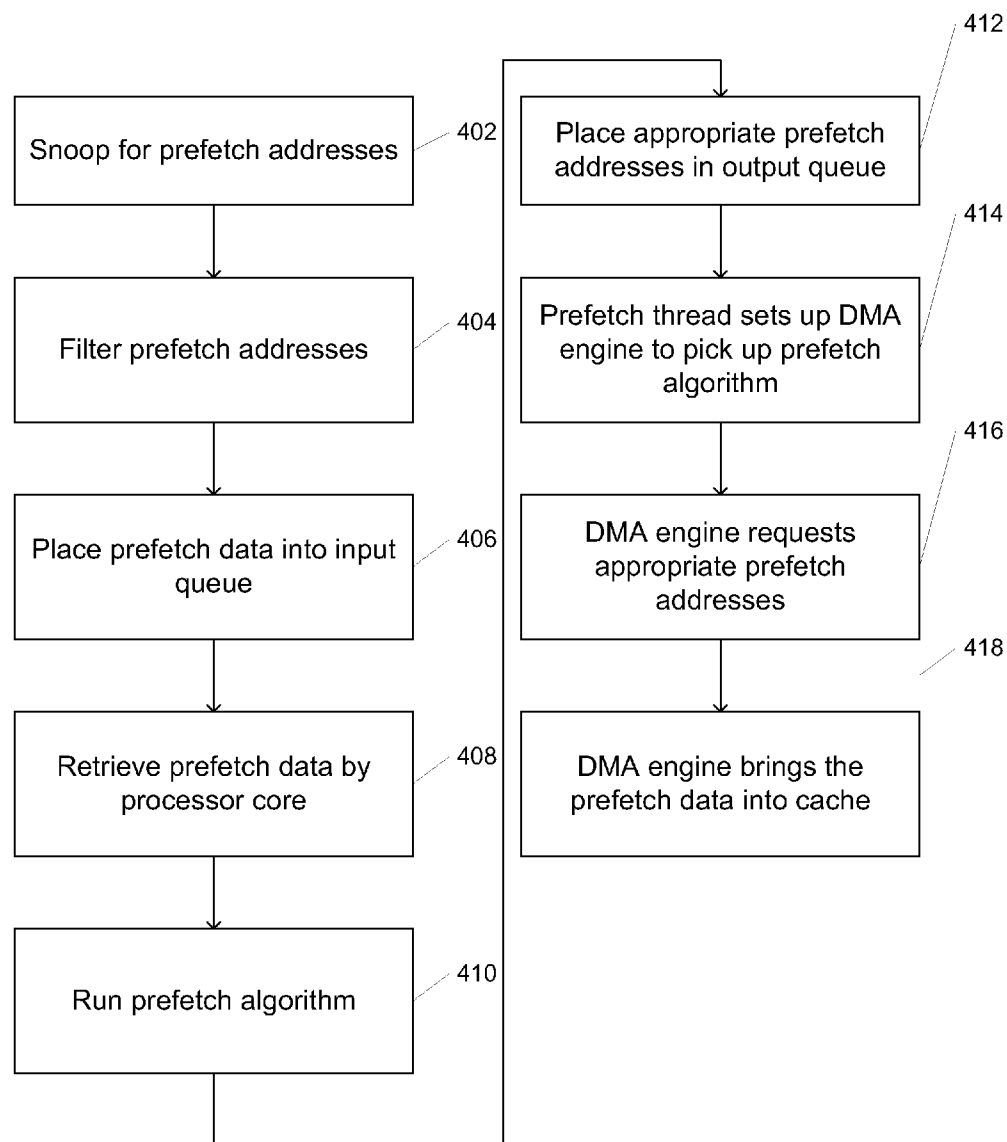 Snoop for prefetch addresses
402
Filter prefetch addresses
404
Place prefetch data into input
queue
406
Retrieve prefetch data by
processor core
408
Run prefetch algorithm
410
412
Place appropriate prefetch
addresses in output queue
414
Prefetch thread sets up DMA
engine to pick up prefetch
algorithm
416
DMA engine requests
appropriate prefetch
addresses
418
DMA engine brings the
prefetch data into cache